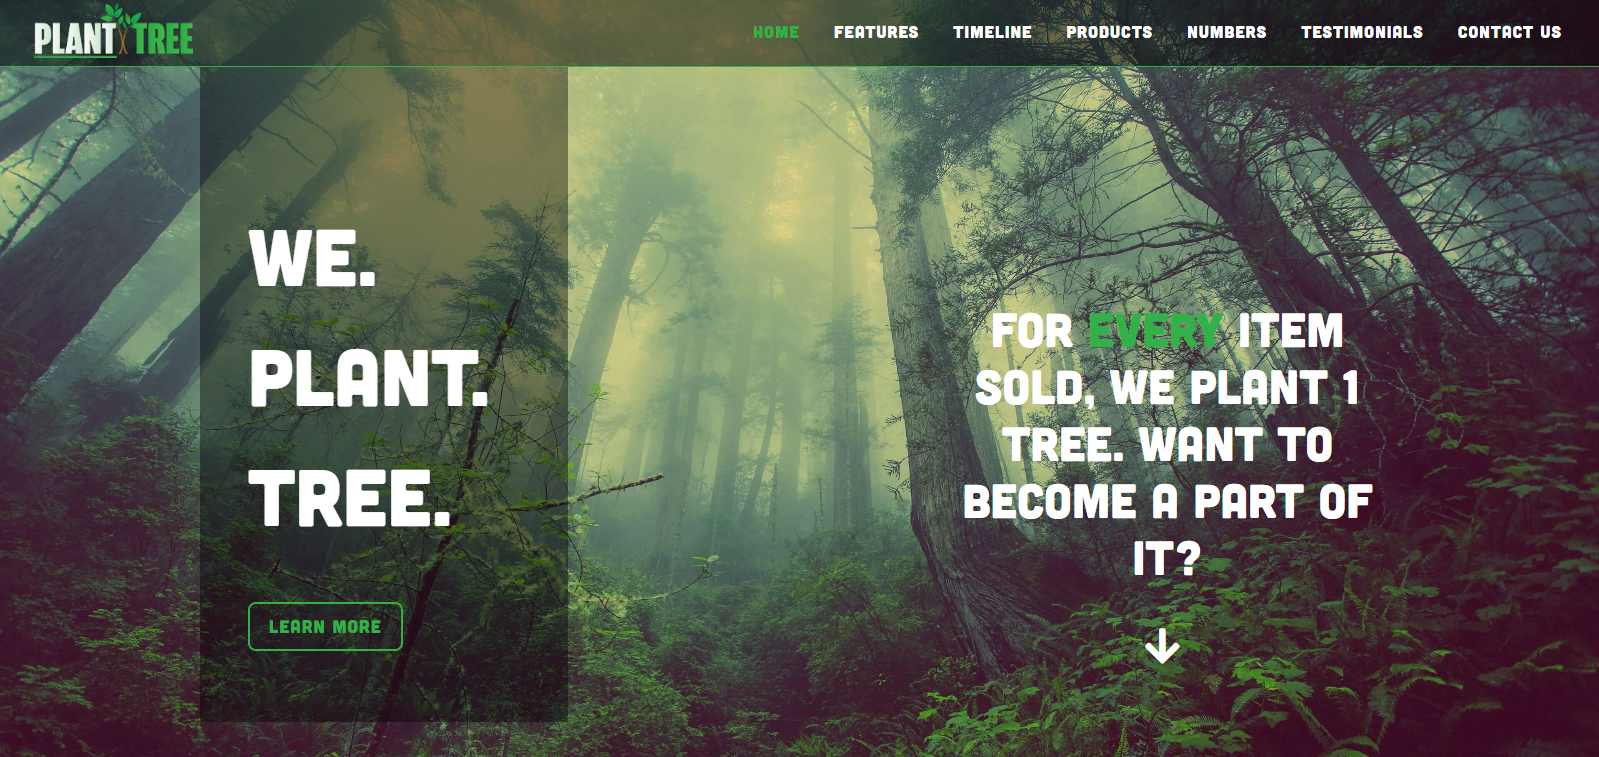 PLANT TREE
HOME FEATURES TIMELINE PRODUCTS NUMBERS TESTIMONIALS CONTACT US
WE.
PLANT.
TREE.
LEARN MORE
FOR EVERY ITEM
SOLD, WE PLANT 1
TREE. WANT TO
BECOME A PART OF
IT?